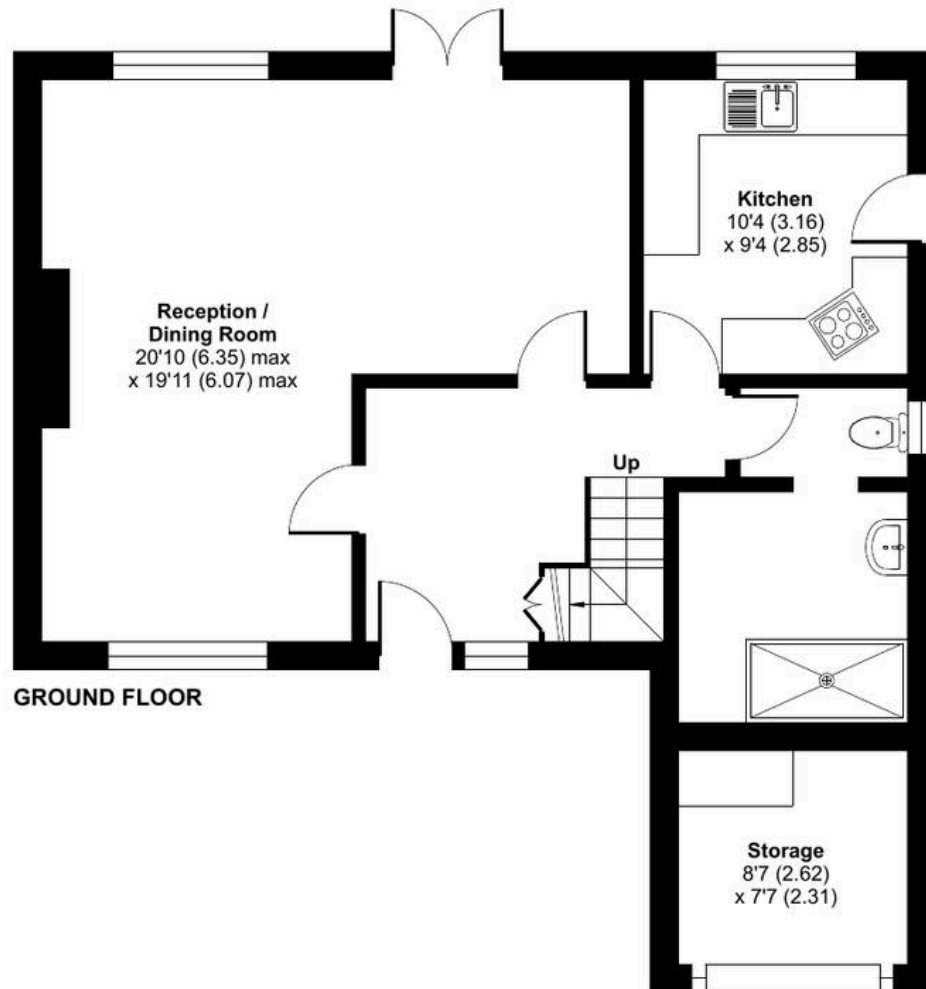 Kitchen
10'4 (3.16)
x 9'4 (2.85)
Reception /
Dining Room
20'10 (6.35) max
x 19'11 (6.07) max
Up
GROUND FLOOR
Storage
8'7 (2.62)
x 7'7 (2.31)